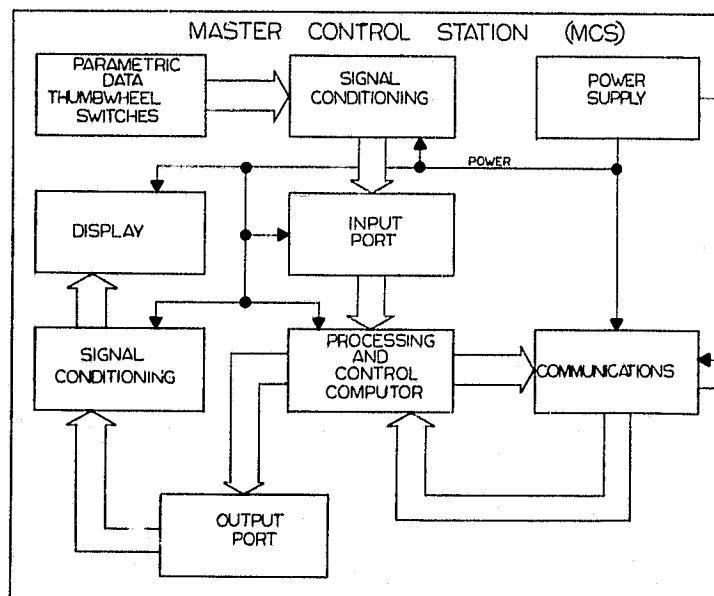 MASTER CONTROL STATION (MCS)
PARAMETRIC
DATA
THUMBWHEEL
SWITCHES
SIGNAL
CONDITIONING
POWER
SUPPLY
POWER
DISPLAY
INPUT
PORT
SIGNAL
CONDITIONING
PROCESSING
AND
CONTROL
COMPUTOR
COMMUNICATIONS
OUTPUT
PORT